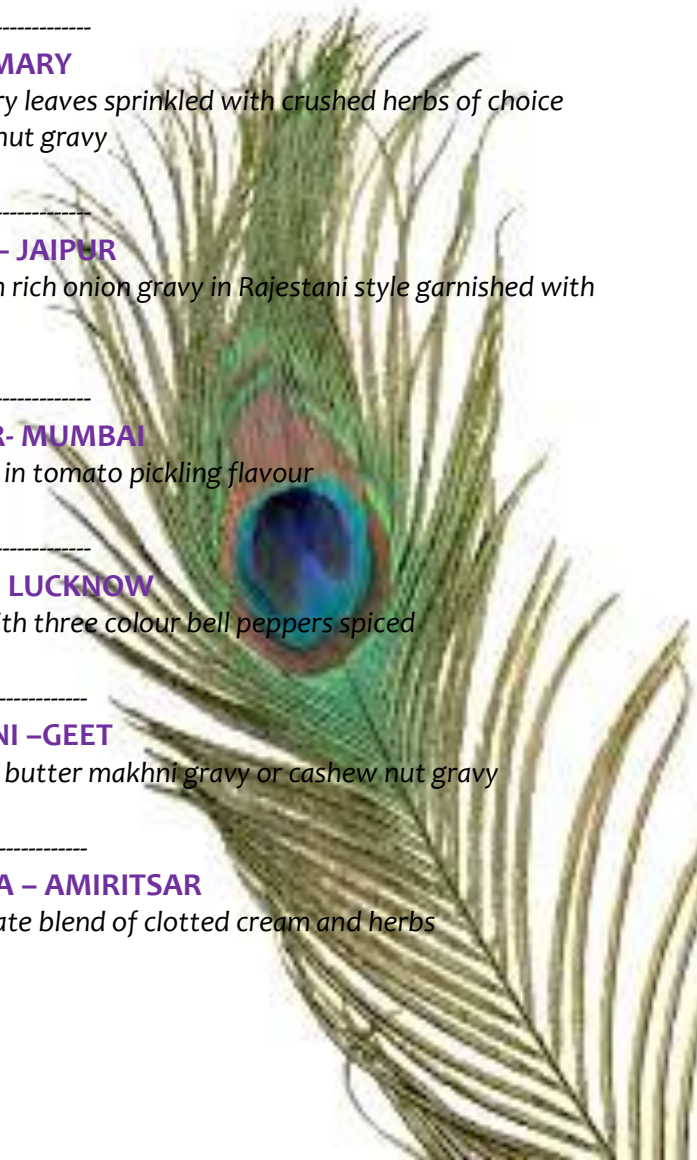 -------------
MARY
ry leaves sprinkled with crushed herbs of choice
nut gravy
-------------
– JAIPUR
n rich onion gravy in Rajestani style garnished with
-------------
R- MUMBAI
in tomato pickling flavour
-------------
LUCKNOW
ith three colour bell peppers spiced
-------------
NI –GEET
butter makhni gravy or cashew nut gravy
-------------
A – AMIRITSAR
ate blend of clotted cream and herbs